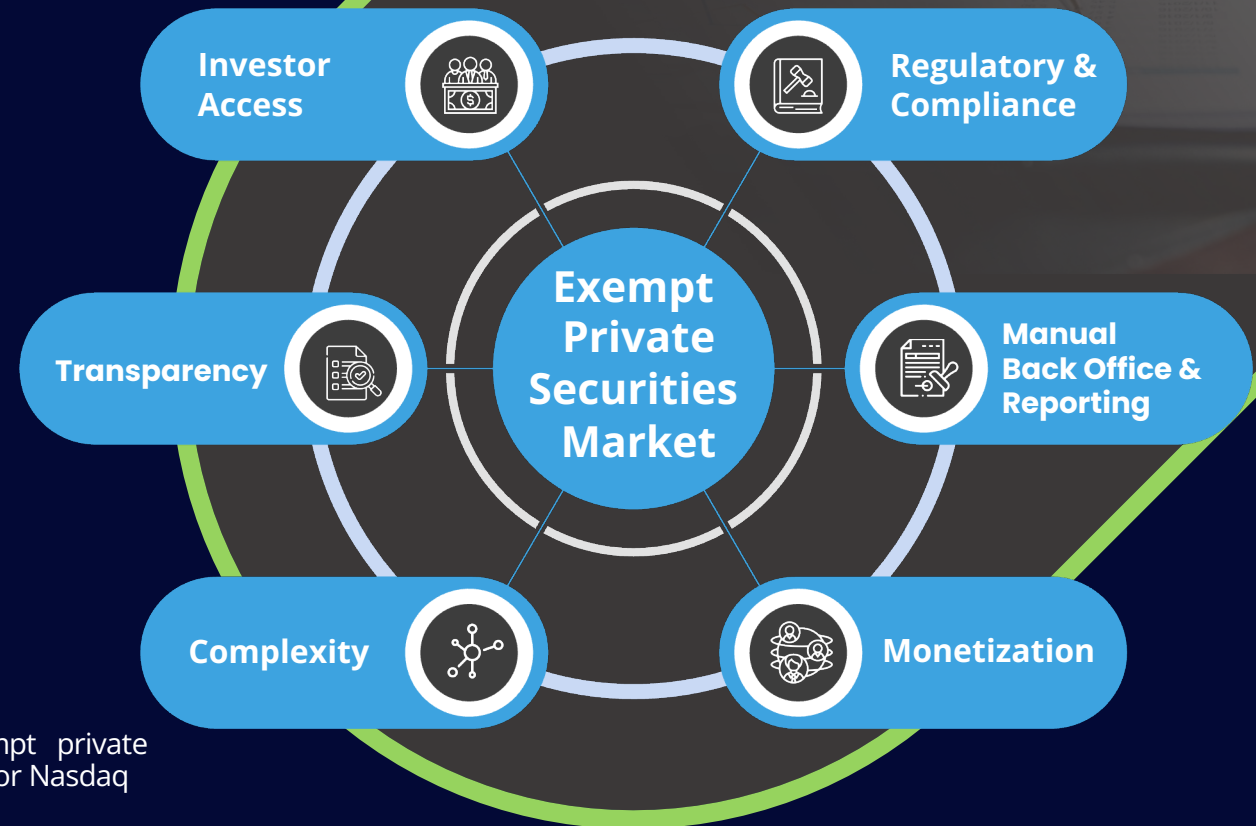 Investor
Access
Regulatory &
Compliance
Exempt
Private
Securities
Market
Transparency
Manual
Back Office &
Reporting
Complexity
Monetization
private
Nasdaq